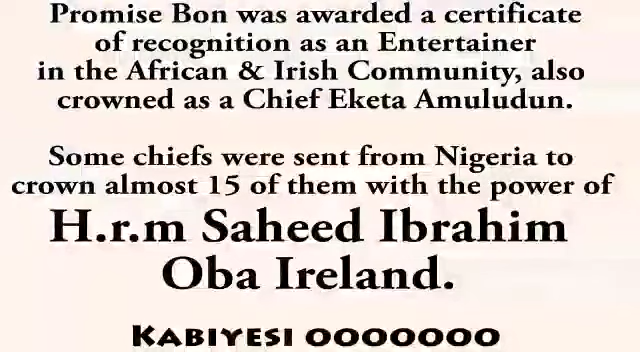 Promise Bon was awarded a certificate
of recognition as an Entertainer
in the African & Irish Community, also
crowned as a Chief Eketa Amuludun.
Some chiefs were sent from Nigeria to
crown almost 15 of them with the power of
H.r.m Saheed Ibrahim
Oba Ireland.
KABIYESI OOOOOOO